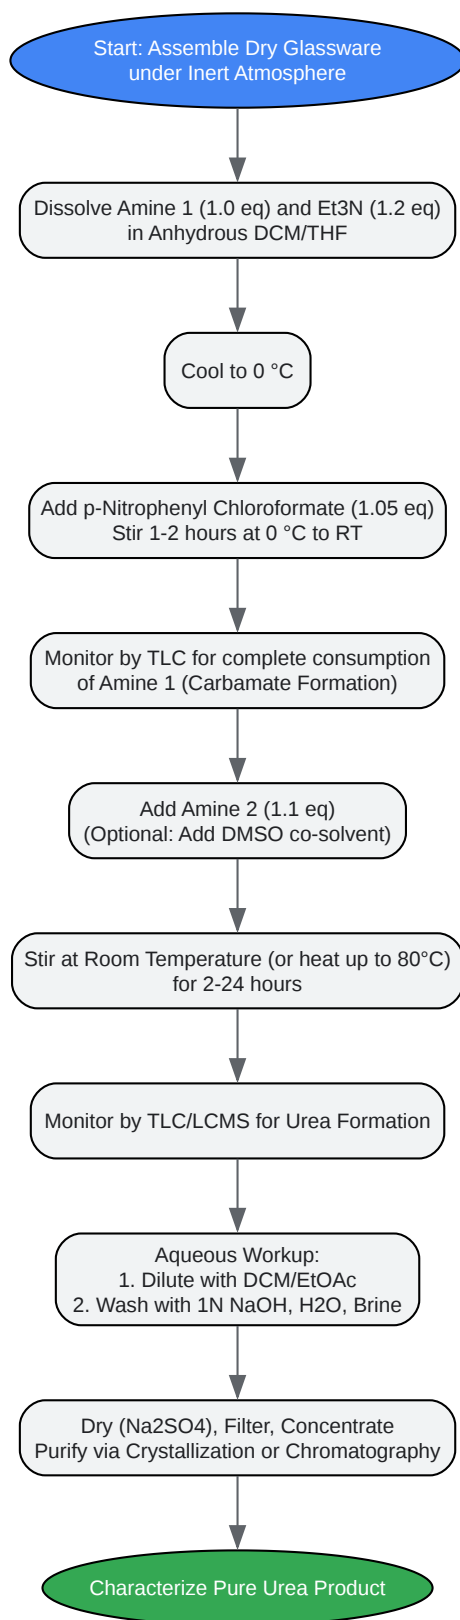 Start: Assemble Dry Glassware
under Inert Atmosphere
Dissolve Amine 1 (1.0 eq) and Et3N (1.2 eq)
in Anhydrous DCM/THF
Cool to 0 °C
Add p-Nitrophenyl Chloroformate (1.05 eq)
Stir 1-2 hours at 0 °C to RT
Monitor by TLC for complete consumption
of Amine 1 (Carbamate Formation)
Add Amine 2 (1.1 eq)
(Optional: Add DMSO co-solvent)
Stir at Room Temperature (or heat up to 80°C)
for 2-24 hours
Monitor by TLC/LCMS for Urea Formation
Aqueous Workup:
1. Dilute with DCM/EtOAc
2. Wash with 1N NaOH, H2O, Brine
Dry (Na2SO4), Filter, Concentrate
Purify via Crystallization or Chromatography
Characterize Pure Urea Product